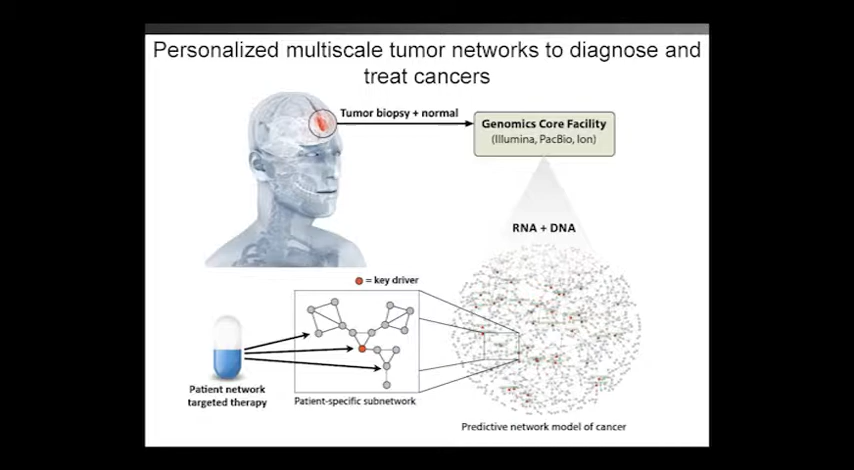 Personalized multiscale tumor networks to diagnose and
treat cancers
Tumor biopsy + normal
Genomics Core Facility
(Illumina, PacBio, Ion)
RNA + DNA
= key driver
Patient network
targeted therapy
Patient-specific subnetwork
Predictive network model of cancer